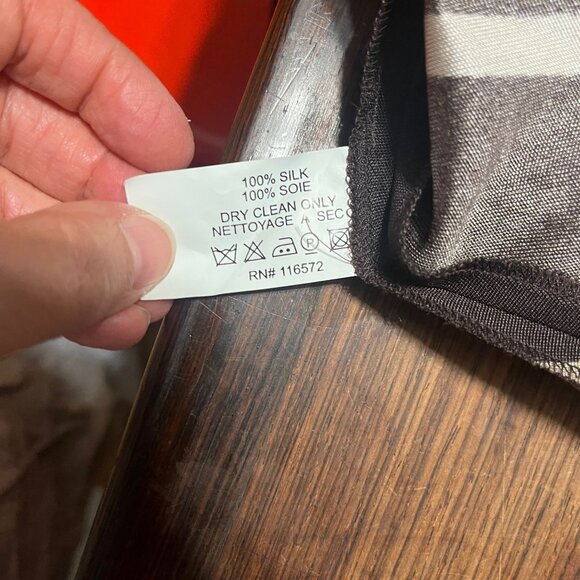 100% SILK
100% SOIE
DRY CLEAN ONLY
NETTOYAGE A SEC
RN# 116572